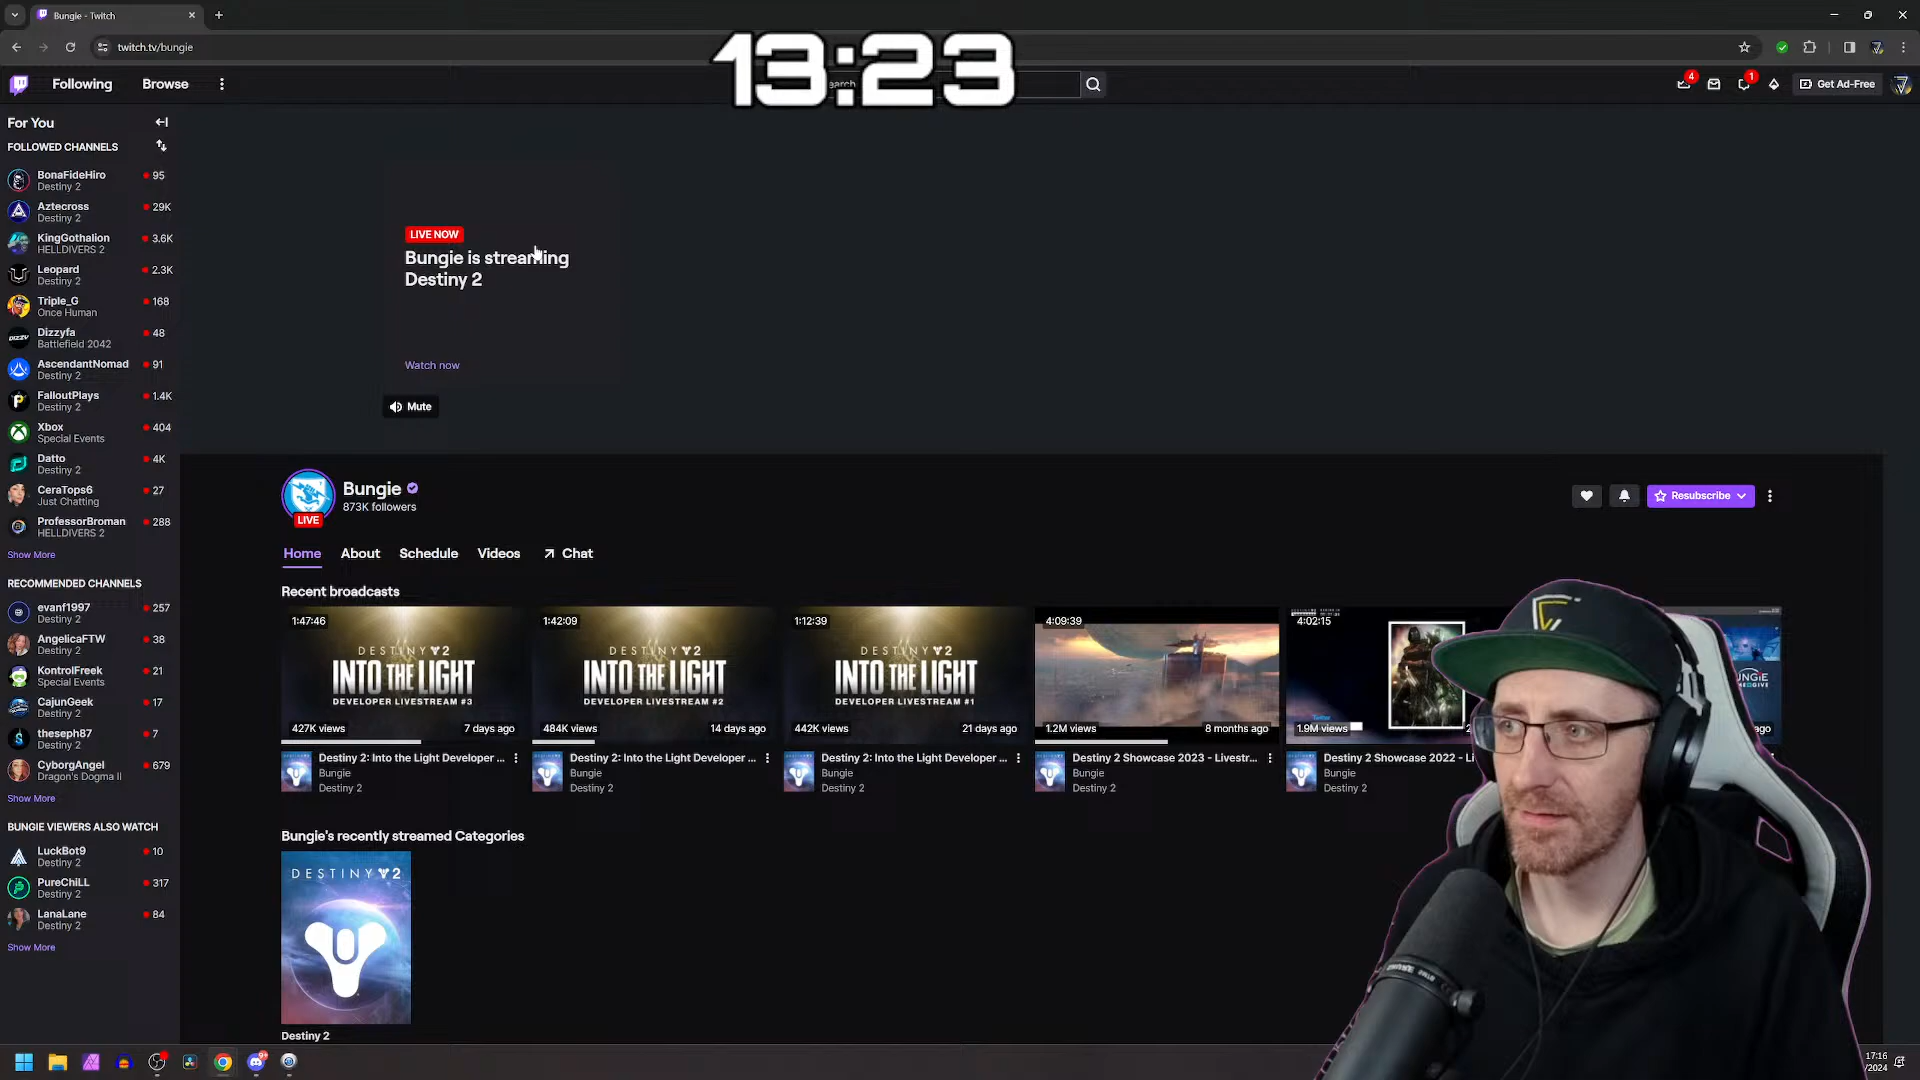 Bungie - Twitch
twitch.tv/bungie
13:23
Following
Browse
earch
4
1
Get Ad-Free
For You
FOLLOWED CHANNELS
BonaFideHiro
95
Destiny 2
Aztecross
29K
Destiny 2
KingGothalion
3.6K
HELLDIVERS 2
Leopard
2.3K
Destiny 2
Triple_G
168
Once Human
Dizzyfa
48
Battlefield 2042
AscendantNomad
91
Destiny 2
FalloutPlays
1.4K
Destiny 2
Xbox
404
Special Events
Datto
4K
Destiny 2
CeraTops6
27
Just Chatting
ProfessorBroman
288
HELLDIVERS 2
Show More
RECOMMENDED CHANNELS
evanf1997
257
Destiny 2
AngelicaFTW
38
Destiny 2
KontrolFreek
21
Special Events
CajunGeek
17
Destiny 2
theseph87
7
Destiny 2
CyborgAngel
679
Dragon's Dogma II
Show More
BUNGIE VIEWERS ALSO WATCH
LuckBot9
10
Destiny 2
PureChiLL
317
Destiny 2
LanaLane
84
Destiny 2
Show More
LIVE NOW
Bungie is streaming
Destiny 2
Watch now
Mute
Bungie
873K followers
LIVE
Resubscribe
Home
About
Schedule
Videos
Chat
Recent broadcasts
1:47:46
DESTINY 2
INTO THE LIGHT
DEVELOPER LIVESTREAM #3
427K views
7 days ago
Destiny 2: Into the Light Developer ...
Bungie
Destiny 2
1:42:09
DESTINY 2
INTO THE LIGHT
DEVELOPER LIVESTREAM #2
484K views
14 days ago
Destiny 2: Into the Light Developer ...
Bungie
Destiny 2
1:12:39
DESTINY 2
INTO THE LIGHT
DEVELOPER LIVESTREAM #1
442K views
21 days ago
Destiny 2: Into the Light Developer ...
Bungie
Destiny 2
4:09:39
1.2M views
8 months ago
Destiny 2 Showcase 2023 - Livestr...
Bungie
Destiny 2
4:02:15
1.9M views
2
Destiny 2 Showcase 2022 - Li
Bungie
Destiny 2
ago
Bungie's recently streamed Categories
DESTINY 2
Destiny 2
17:16
/2024